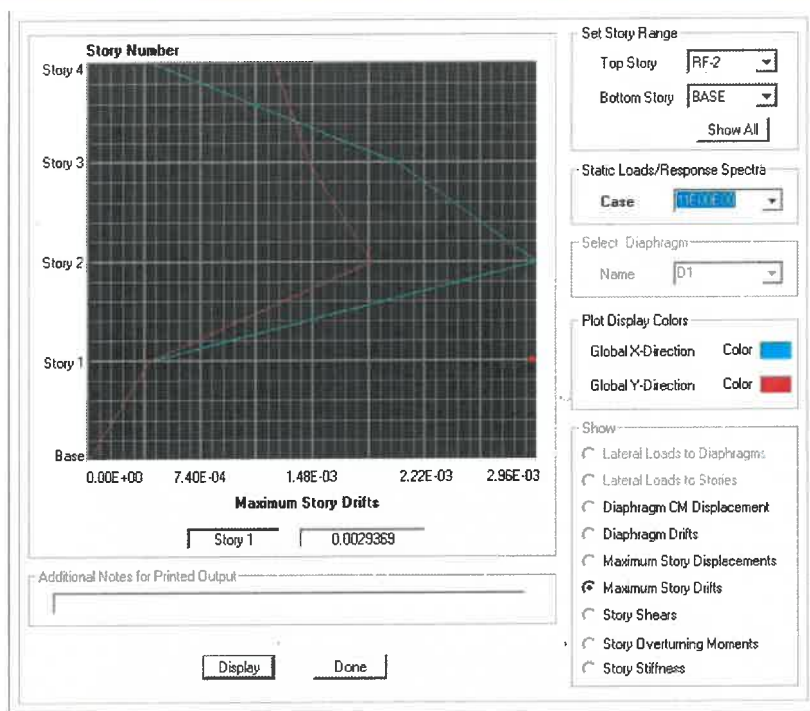 Story Number
Story 4
Story 3
Story 2
Story 1
Base
0.00E+00 7.40E-04 1.48E-03 2.22E-03 2.96E-03
Maximum Story Drifts
Story 1 0.0029369
Additional Notes for Printed Output
Display Done
Set Story Range
Top Story RF-2
Bottom Story BASE
Show All
Static Loads/Response Spectra
Case
Select Diaphragm
Name D1
Plot Display Colors
Global X-Direction Color
Global Y-Direction Color
Show
Lateral Loads to Diaphragms
Lateral Loads to Stories
Diaphragm CM Displacement
Diaphragm Drifts
Maximum Story Displacements
Maximum Story Drifts
Story Shears
Story Overturning Moments
Story Stiffness